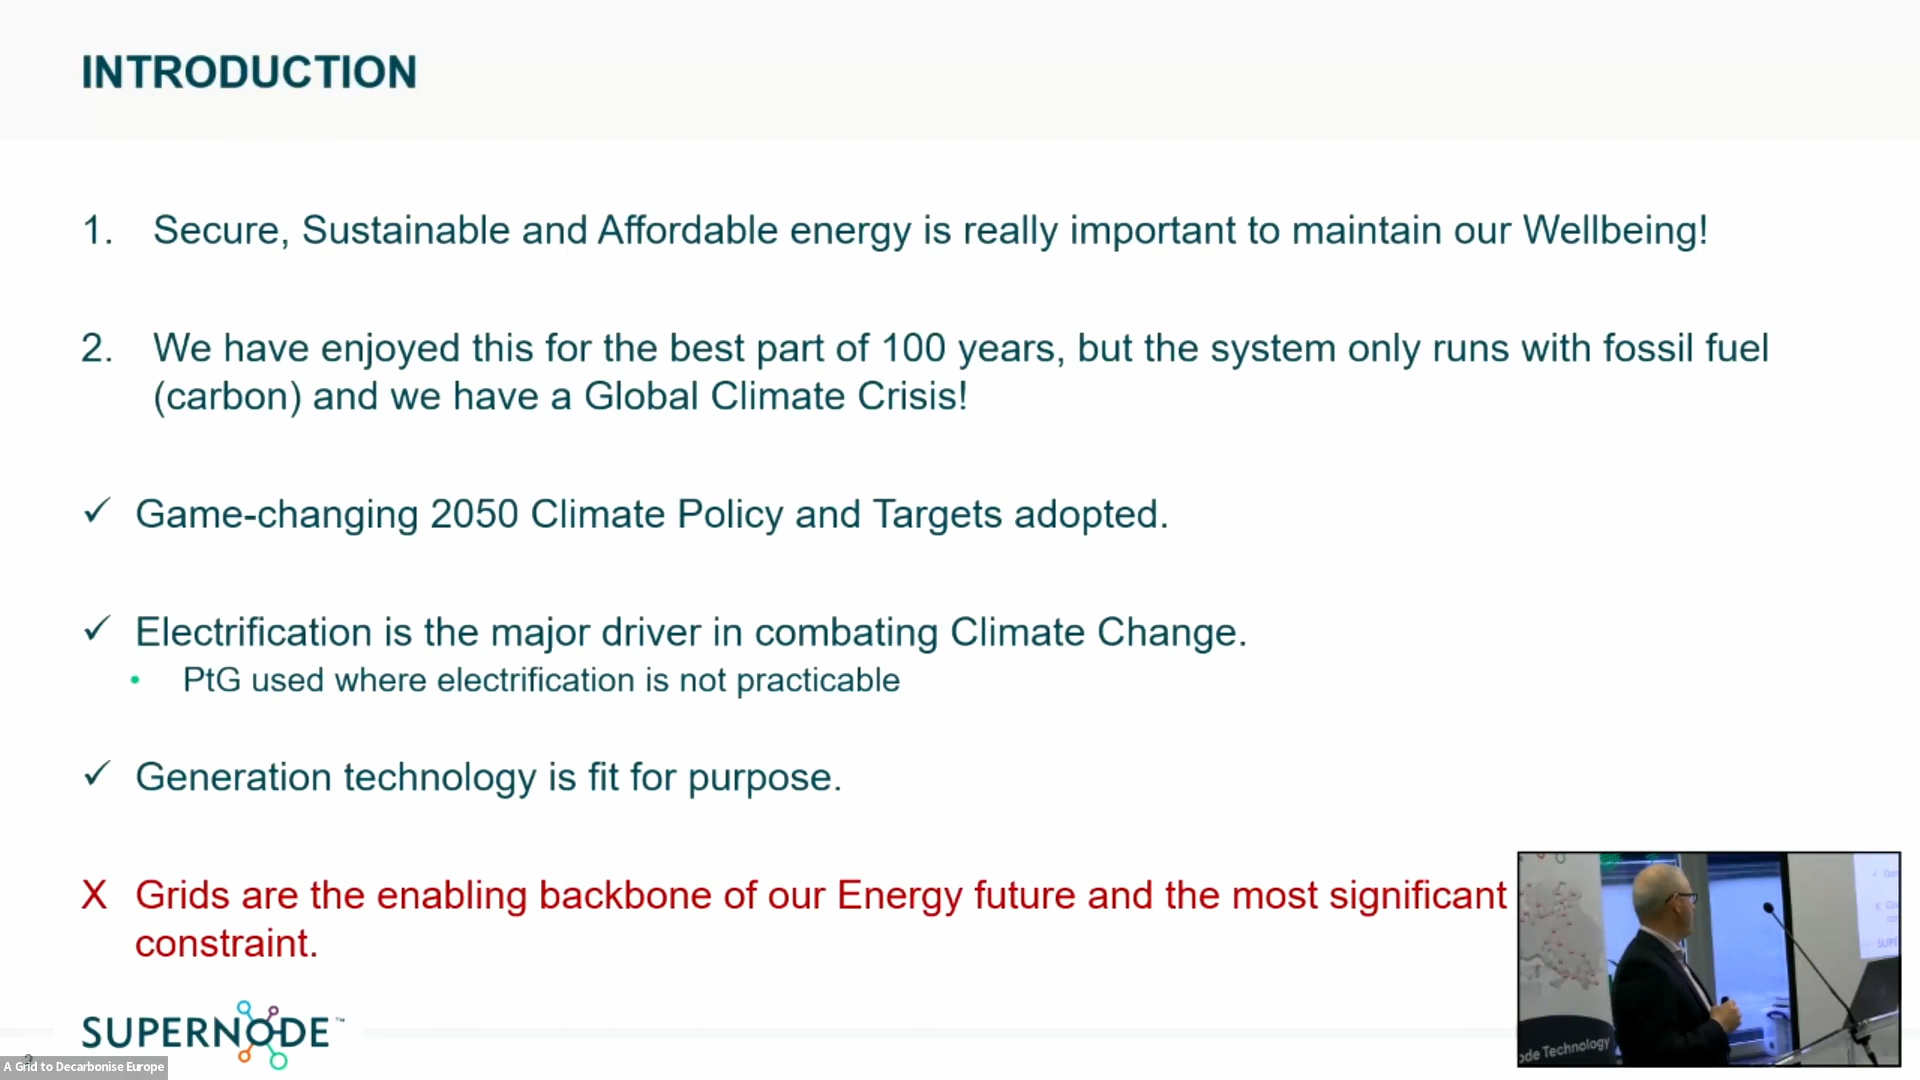 INTRODUCTION
1. Secure, Sustainable and Affordable energy is really important to maintain our Wellbeing!
2. We have enjoyed this for the best part of 100 years, but the system only runs with fossil fuel
(carbon) and we have a Global Climate Crisis!
✓ Game-changing 2050 Climate Policy and Targets adopted.
✓ Electrification is the major driver in combating Climate Change.
• PtG used where electrification is not practicable
✓ Generation technology is fit for purpose.
X Grids are the enabling backbone of our Energy future and the most significant
constraint.
SUPERNODE™
A Grid to Decarbonise Europe
ode Technology